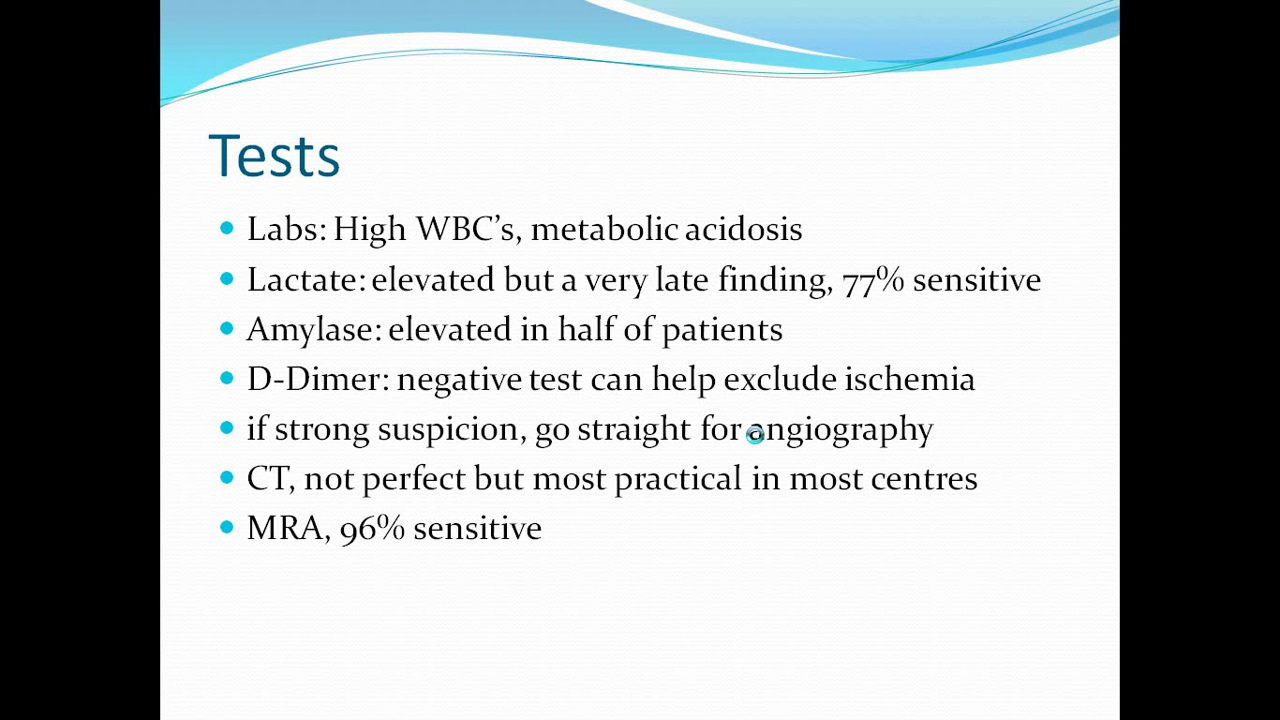 Tests
Labs: High WBC’s, metabolic acidosis
Lactate: elevated but a very late finding, 77% sensitive
Amylase: elevated in half of patients
D-Dimer: negative test can help exclude ischemia
if strong suspicion, go straight for angiography
CT, not perfect but most practical in most centres
MRA, 96% sensitive